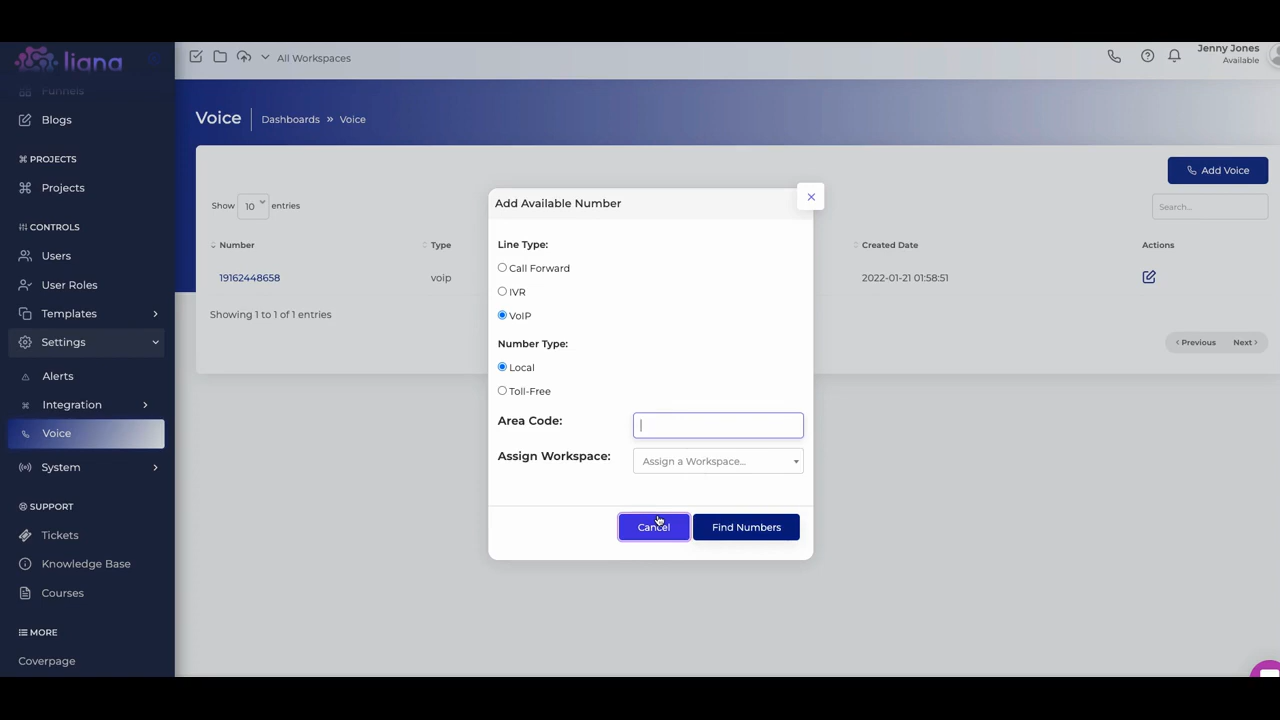 liana
Funnels
Blogs
PROJECTS
Projects
CONTROLS
Users
User Roles
Templates
Settings
Alerts
Integration
Voice
System
SUPPORT
Tickets
Knowledge Base
Courses
MORE
Coverpage
All Workspaces
Jenny Jones
Available
Voice
Dashboards » Voice
Add Voice
Show 10 entries
Search...
Number Type Created Date Actions
19162448658 voip 2022-01-21 01:58:51
Showing 1 to 1 of 1 entries
‹ Previous Next ›
Add Available Number
Line Type:
Call Forward
IVR
VoIP
Number Type:
Local
Toll-Free
Area Code:
Assign Workspace: Assign a Workspace...
Cancel Find Numbers